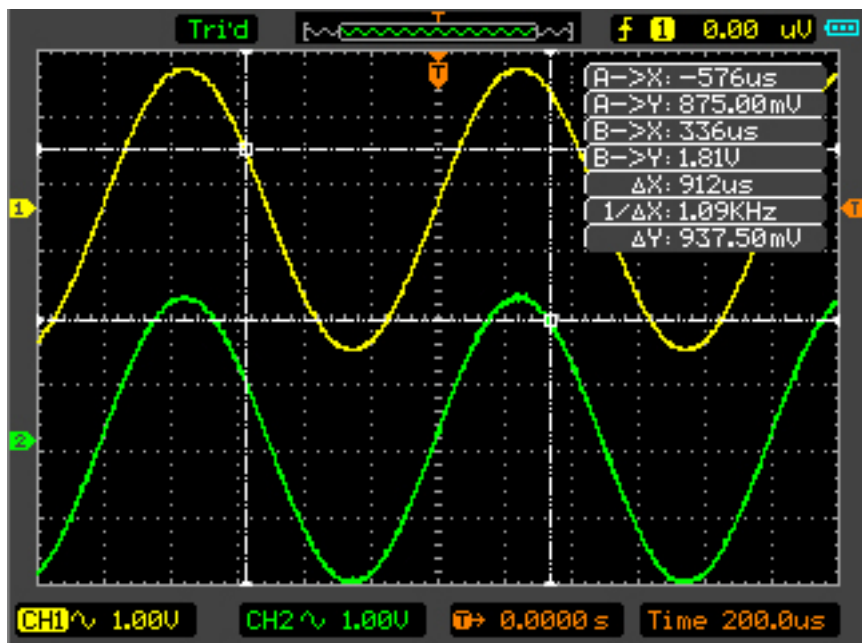 Tri'd T 1 0.00 uV
T
A->X: -576us
A->Y: 875.00mV
B->X: 336us
B->Y: 1.81V
ΔX: 912us
1 1/ΔX: 1.09KHz T
ΔY: 937.50mV
2
CH1 1.00V CH2 1.00V T 0.0000s Time 200.0us